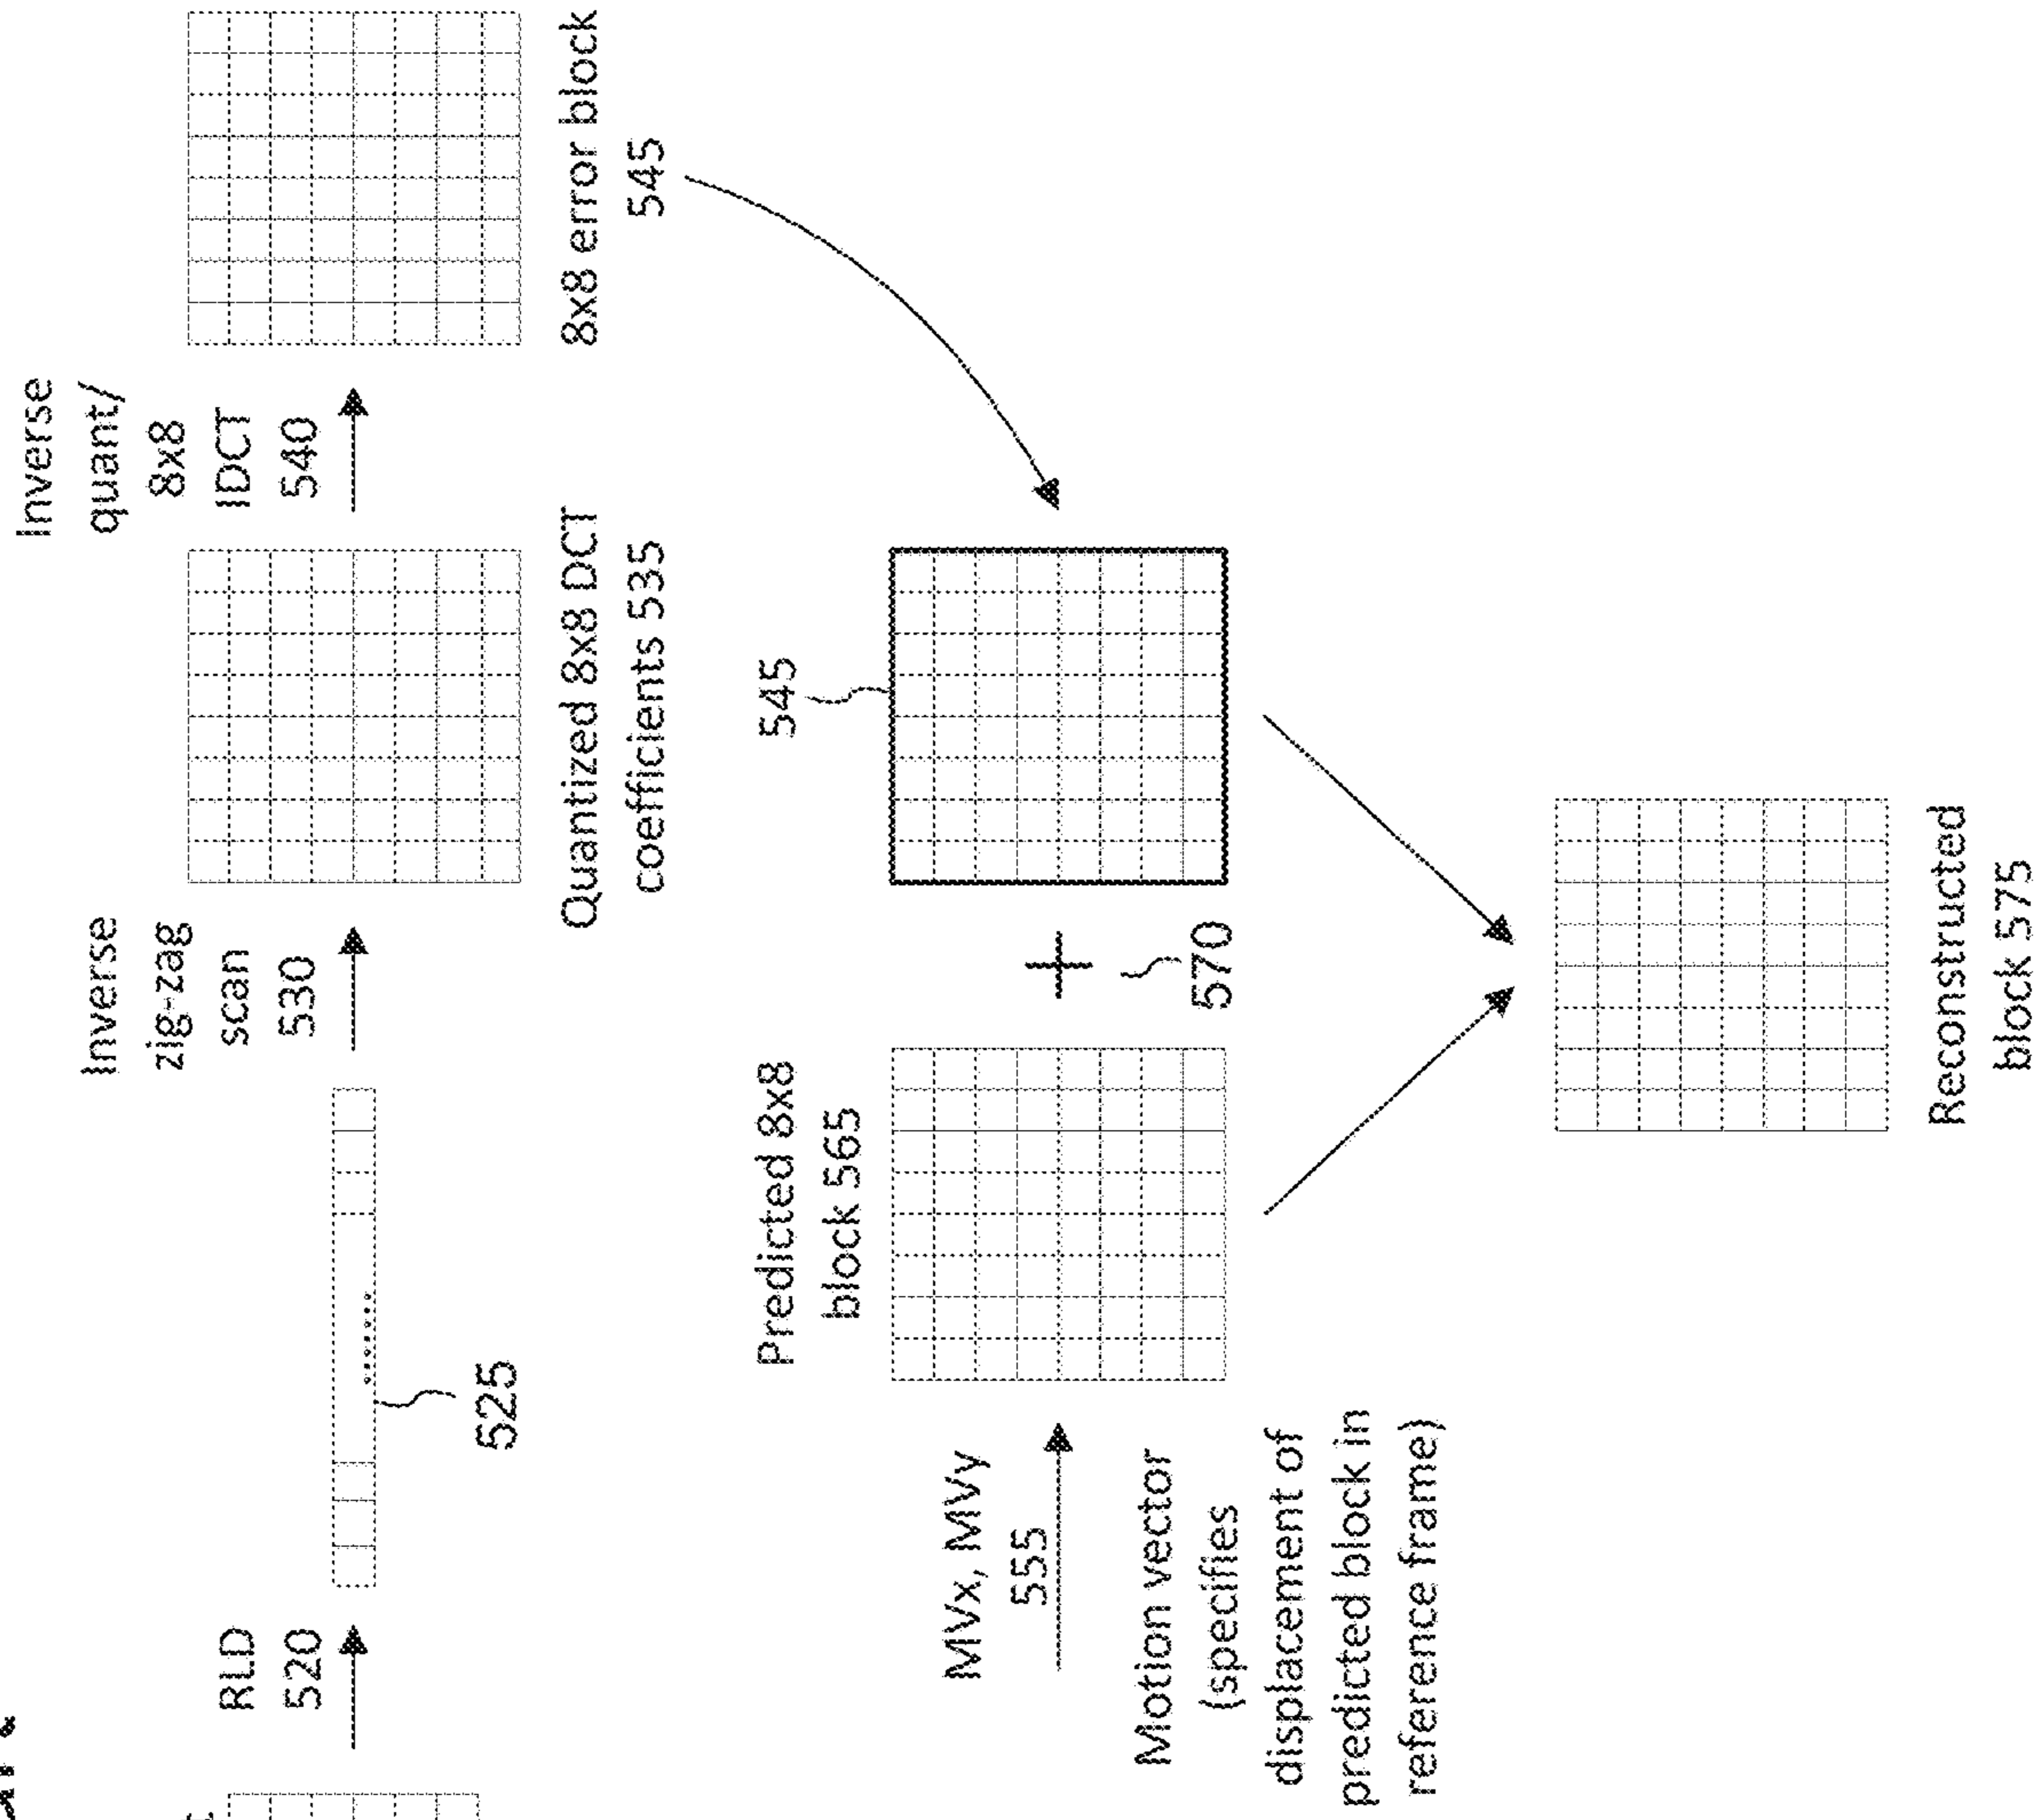 RLD
520
525
Inverse
zig-zag
scan
530
Quantized 8x8 DCT
coefficients 535
Inverse
quant/
8x8
IDCT
540
8x8 error block
545
MVx, MVy
555
Motion vector
(specifies
displacement of
predicted block in
reference frame)
Predicted 8x8
block 565
570
545
Reconstructed
block 575